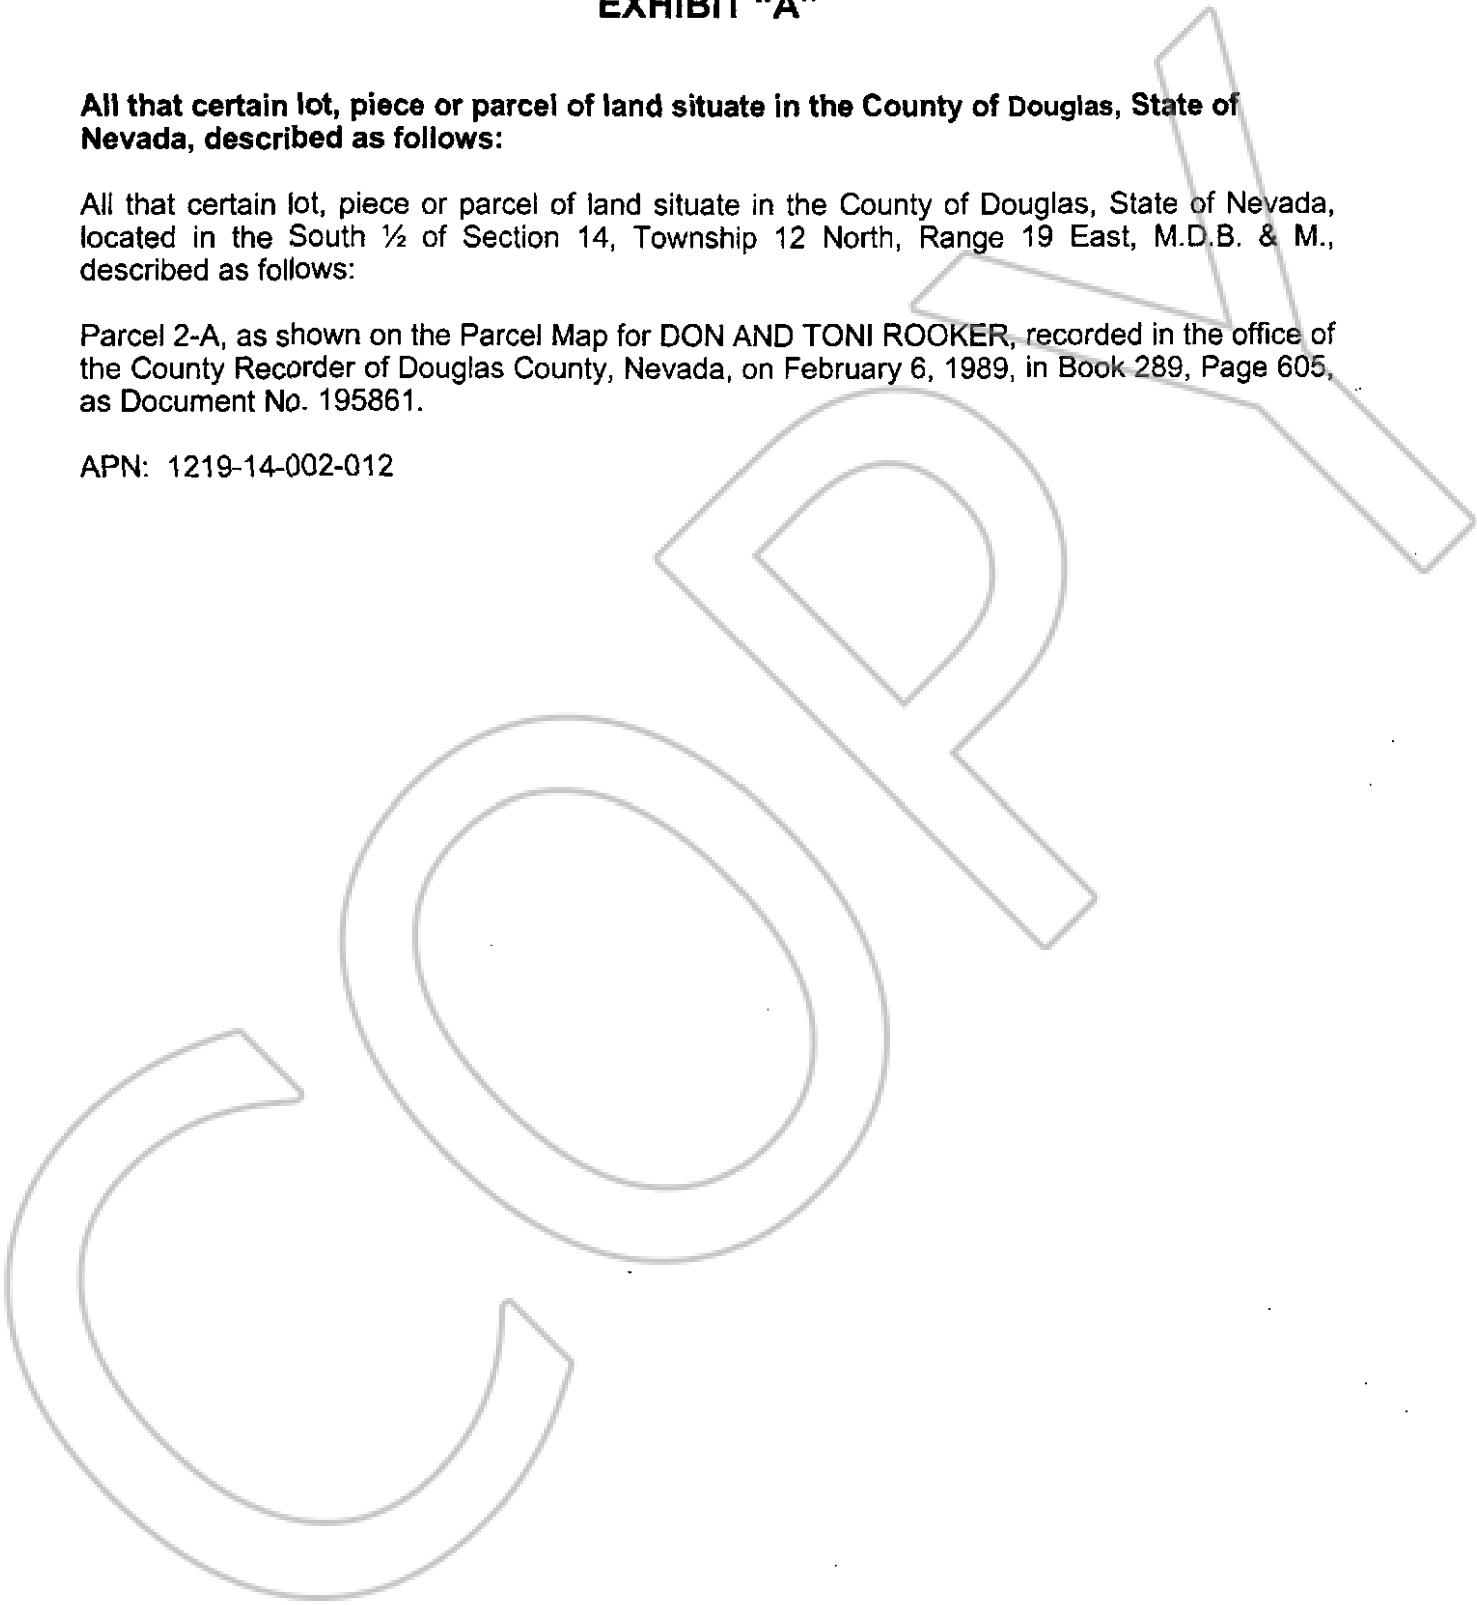 EXHIBIT "A"
All that certain lot, piece or parcel of land situate in the County of Douglas, State of
Nevada, described as follows:
All that certain lot, piece or parcel of land situate in the County of Douglas, State of Nevada,
located in the South ½ of Section 14, Township 12 North, Range 19 East, M.D.B. & M.,
described as follows:
Parcel 2-A, as shown on the Parcel Map for DON AND TONI ROOKER, recorded in the office of
the County Recorder of Douglas County, Nevada, on February 6, 1989, in Book 289, Page 605,
as Document No. 195861.
APN: 1219-14-002-012
COPY